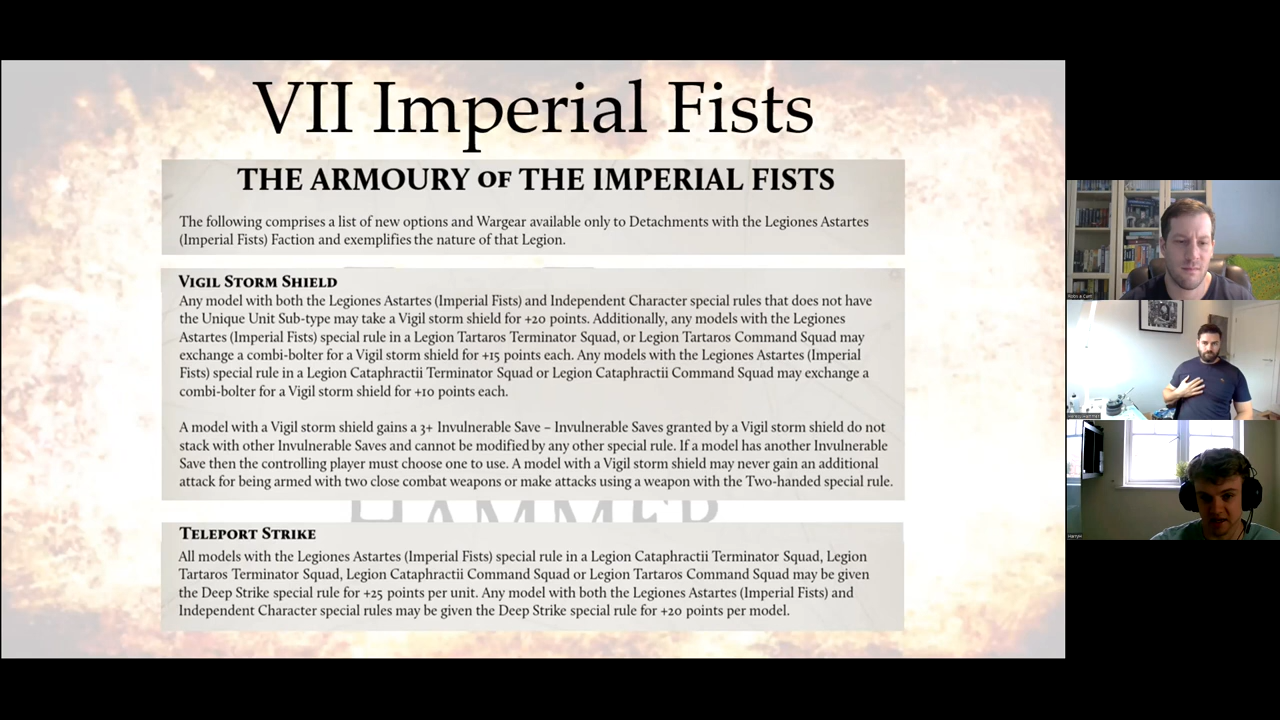 VII Imperial Fists
THE ARMOURY OF THE IMPERIAL FISTS
The following comprises a list of new options and Wargear available only to Detachments with the Legiones Astartes
(Imperial Fists) Faction and exemplifies the nature of that Legion.
VIGIL STORM SHIELD
Any model with both the Legiones Astartes (Imperial Fists) and Independent Character special rules that does not have
the Unique Unit Sub-type may take a Vigil storm shield for +20 points. Additionally, any models with the Legiones
Astartes (Imperial Fists) special rule in a Legion Tartaros Terminator Squad, or Legion Tartaros Command Squad may
exchange a combi-bolter for a Vigil storm shield for +15 points each. Any models with the Legiones Astartes (Imperial
Fists) special rule in a Legion Cataphractii Terminator Squad or Legion Cataphractii Command Squad may exchange a
combi-bolter for a Vigil storm shield for +10 points each.
A model with a Vigil storm shield gains a 3+ Invulnerable Save – Invulnerable Saves granted by a Vigil storm shield do not
stack with other Invulnerable Saves and cannot be modified by any other special rule. If a model has another Invulnerable
Save then the controlling player must choose one to use. A model with a Vigil storm shield may never gain an additional
attack for being armed with two close combat weapons or make attacks using a weapon with the Two-handed special rule.
HAMMER
TELEPORT STRIKE
All models with the Legiones Astartes (Imperial Fists) special rule in a Legion Cataphractii Terminator Squad, Legion
Tartaros Terminator Squad, Legion Cataphractii Command Squad or Legion Tartaros Command Squad may be given
the Deep Strike special rule for +25 points per unit. Any model with both the Legiones Astartes (Imperial Fists) and
Independent Character special rules may be given the Deep Strike special rule for +20 points per model.